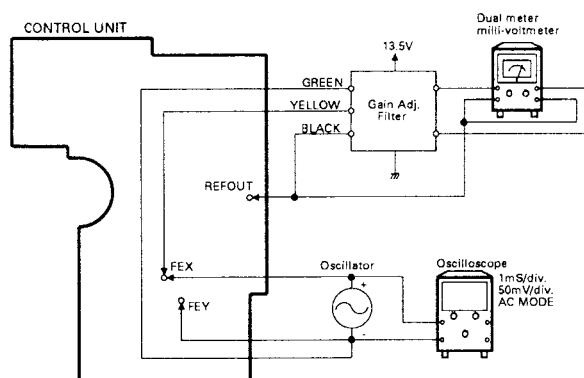 CONTROL UNIT
Dual meter
milli-voltmeter
13.5V
GREEN
YELLOW
BLACK
Gain Adj.
Filter
REFOUT
FEX
FEY
Oscillator
+
-
Oscilloscope
1mS/div.
50mV/div.
AC MODE